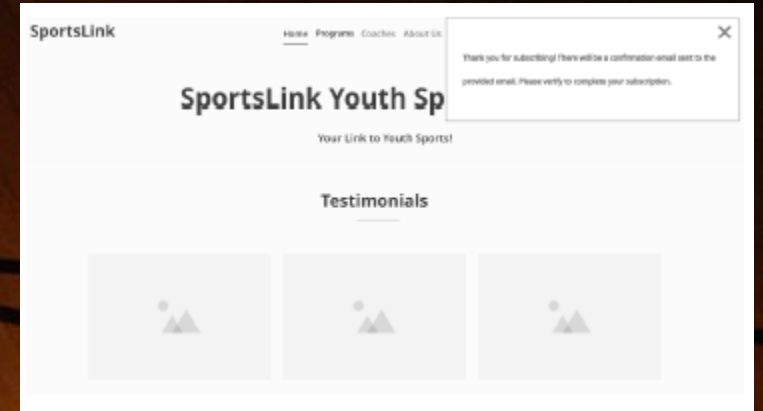 SportsLink
Home Programs Coaches About Us
Thank you for subscribing! There will be a confirmation email sent to the
provided email. Please verify to complete your subscription.
SportsLink Youth Sp
Your Link to Youth Sports!
Testimonials